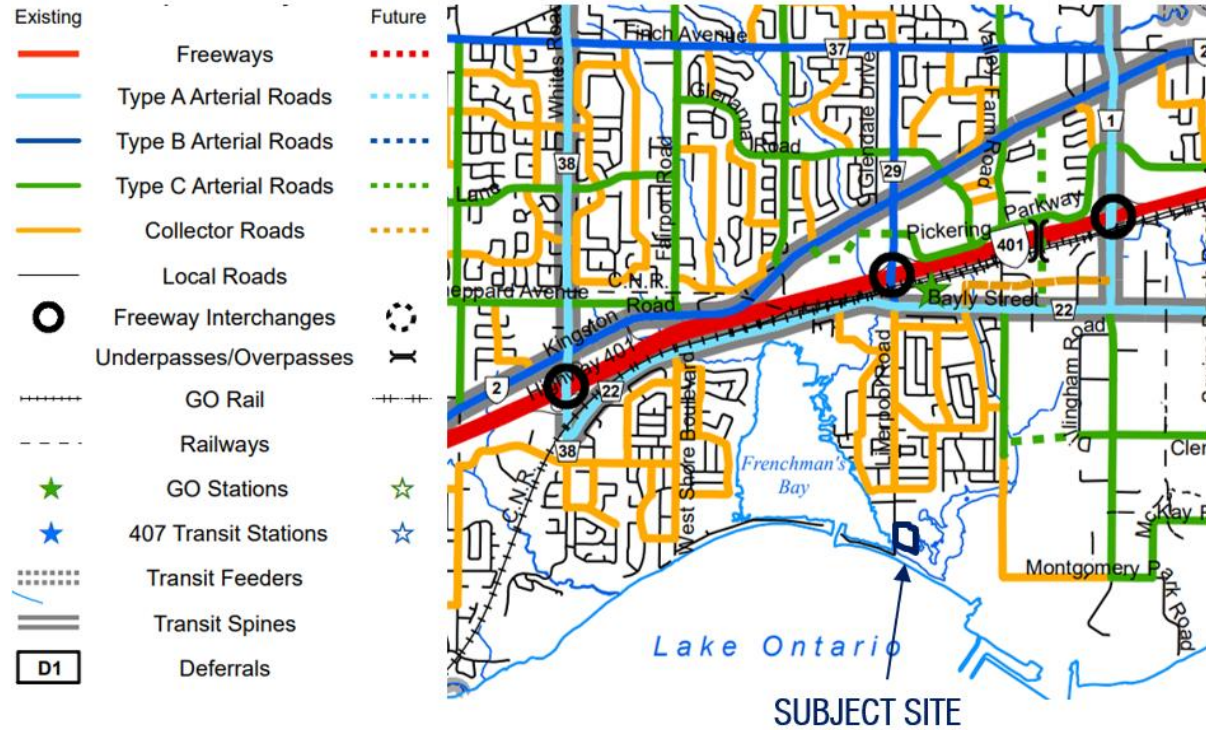 Existing
Future
Freeways
Type A Arterial Roads
Type B Arterial Roads
Type C Arterial Roads
Collector Roads
Local Roads
Freeway Interchanges
Underpasses/Overpasses
GO Rail
Railways
GO Stations
407 Transit Stations
Transit Feeders
Transit Spines
D1
Deferrals
Finch Avenue
37
2
Whites Road
Glenanna
Road
Glendale Drive
Valley Farm Road
1
38
29
Fairport Road
Parkway
Pickering
401
C.N.R.
heppard Avenue
Kingston Road
Bayly Street
22
Highway 401
2
22
38
C.N.R.
West Shore Boulevard
Liverpool Road
Frenchman's
Bay
Road
Cler
McKay
Montgomery Park Road
Lake Ontario
SUBJECT SITE